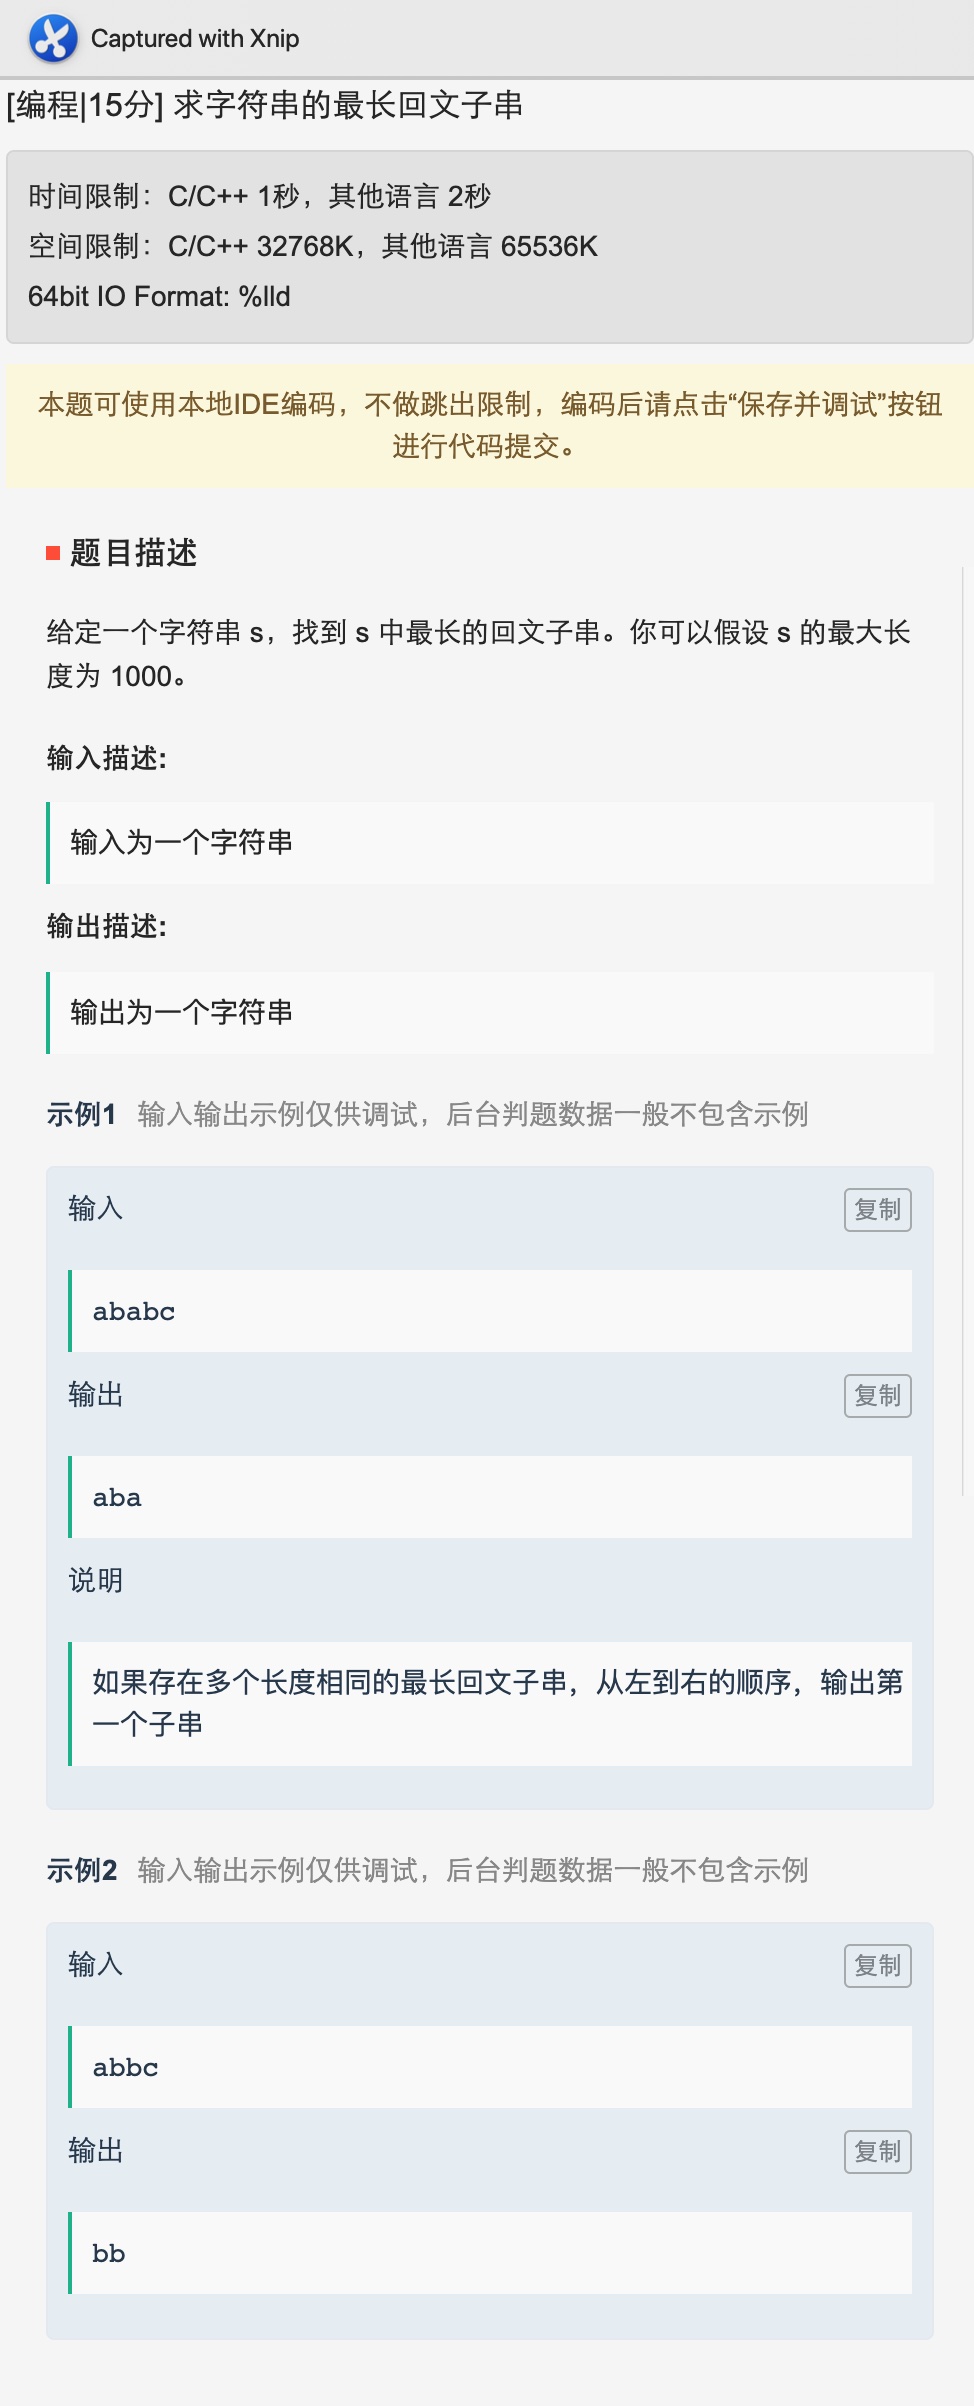 Captured with Xnip
[编程|15分] 求字符串的最长回文子串
时间限制：C/C++ 1秒，其他语言 2秒
空间限制：C/C++ 32768K，其他语言 65536K
64bit IO Format: %lld
本题可使用本地IDE编码，不做跳出限制，编码后请点击“保存并调试”按钮
进行代码提交。
题目描述
给定一个字符串 s，找到 s 中最长的回文子串。你可以假设 s 的最大长
度为 1000。
输入描述:
输入为一个字符串
输出描述:
输出为一个字符串
示例1 输入输出示例仅供调试，后台判题数据一般不包含示例
输入 复制
ababc
输出 复制
aba
说明
如果存在多个长度相同的最长回文子串，从左到右的顺序，输出第
一个子串
示例2 输入输出示例仅供调试，后台判题数据一般不包含示例
输入 复制
abbc
输出 复制
bb